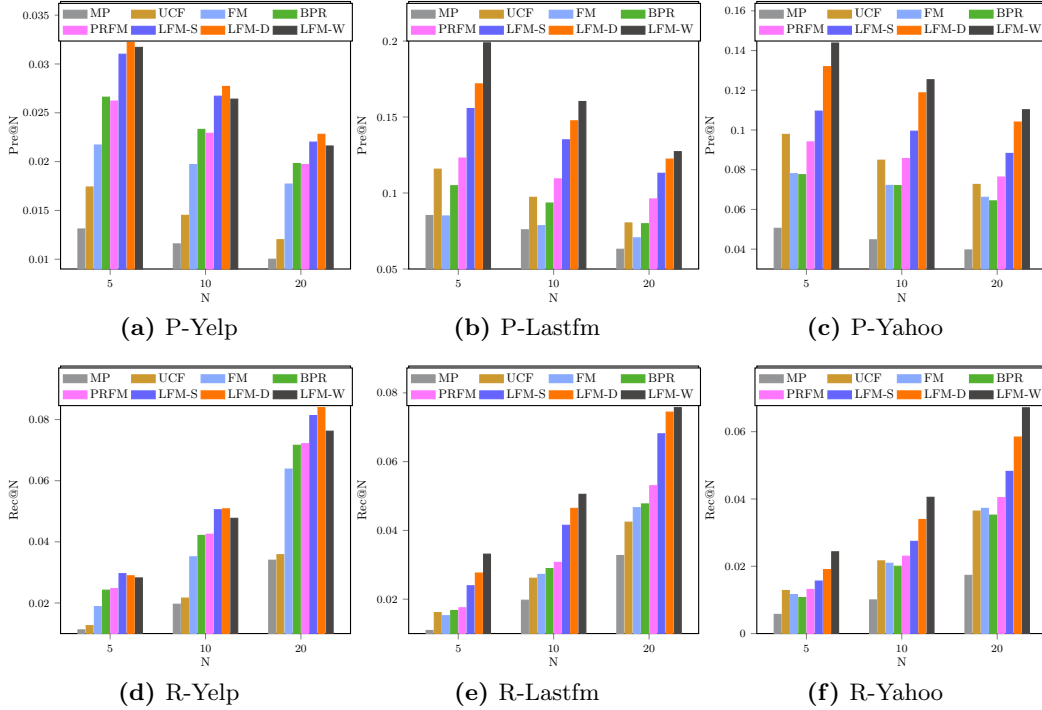 MP UCF FM BPR
PRFM LFM-S LFM-D LFM-W
0.035
0.03
0.025
0.02
0.015
0.01
Pre@N
5 10 20
N
(a) P-Yelp
MP UCF FM BPR
PRFM LFM-S LFM-D LFM-W
0.2
0.15
0.1
0.05
Pre@N
5 10 20
N
(b) P-Lastfm
MP UCF FM BPR
PRFM LFM-S LFM-D LFM-W
0.16
0.14
0.12
0.1
0.08
0.06
0.04
Pre@N
5 10 20
N
(c) P-Yahoo
MP UCF FM BPR
PRFM LFM-S LFM-D LFM-W
0.08
0.06
0.04
0.02
Rec@N
5 10 20
N
(d) R-Yelp
MP UCF FM BPR
PRFM LFM-S LFM-D LFM-W
0.08
0.06
0.04
0.02
Rec@N
5 10 20
N
(e) R-Lastfm
MP UCF FM BPR
PRFM LFM-S LFM-D LFM-W
0.06
0.04
0.02
0
Rec@N
5 10 20
N
(f) R-Yahoo